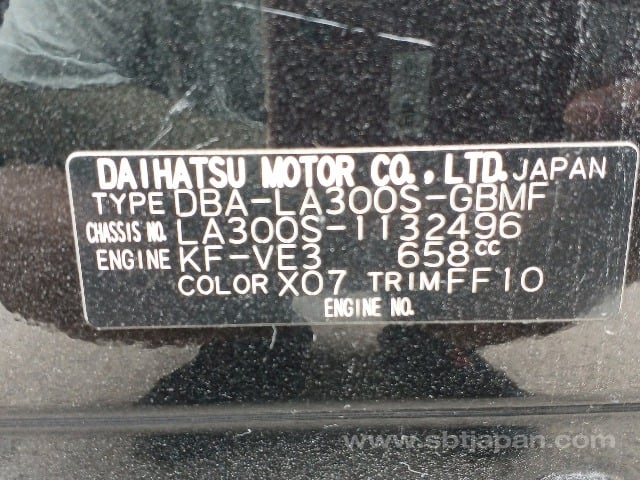 DAIHATSU MOTOR CO., LTD. JAPAN
TYPE DBA-LA300S-GBMF
CHASSIS NO. LA300S-1132496
ENGINE KF-VE3 658cc
COLOR X07 TRIM FF10
ENGINE NO.
www.sbtjapan.com